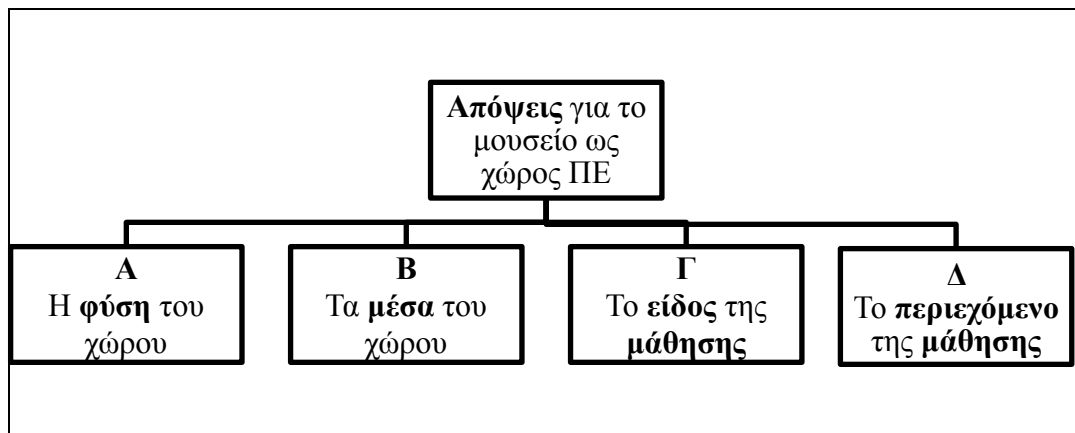 Απόψεις για το
μουσείο ως
χώρος ΠΕ
Α
Η φύση του
χώρου
Β
Τα μέσα του
χώρου
Γ
Το είδος της
μάθησης
Δ
Το περιεχόμενο
της μάθησης